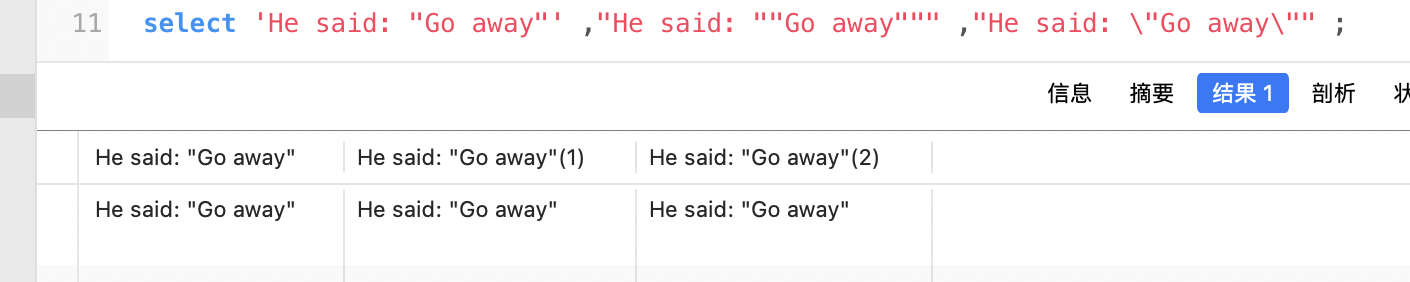 11 select 'He said: "Go away"' ,"He said: ""Go away""" ,"He said: \"Go away\"" ;
信息 摘要 结果 1 剖析
He said: "Go away" He said: "Go away"(1) He said: "Go away"(2)
He said: "Go away" He said: "Go away" He said: "Go away"